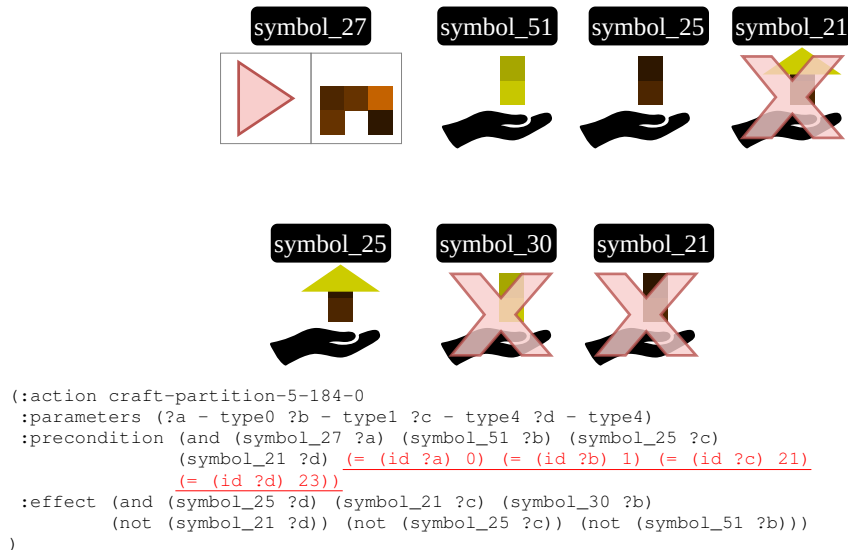 symbol_27 symbol_51 symbol_25 symbol_21
symbol_25 symbol_30 symbol_21
(:action craft-partition-5-184-0
:parameters (?a - type0 ?b - type1 ?c - type4 ?d - type4)
:precondition (and (symbol_27 ?a) (symbol_51 ?b) (symbol_25 ?c)
(symbol_21 ?d) (= (id ?a) 0) (= (id ?b) 1) (= (id ?c) 21)
(= (id ?d) 23))
:effect (and (symbol_25 ?d) (symbol_21 ?c) (symbol_30 ?b)
(not (symbol_21 ?d)) (not (symbol_25 ?c)) (not (symbol_51 ?b)))
)